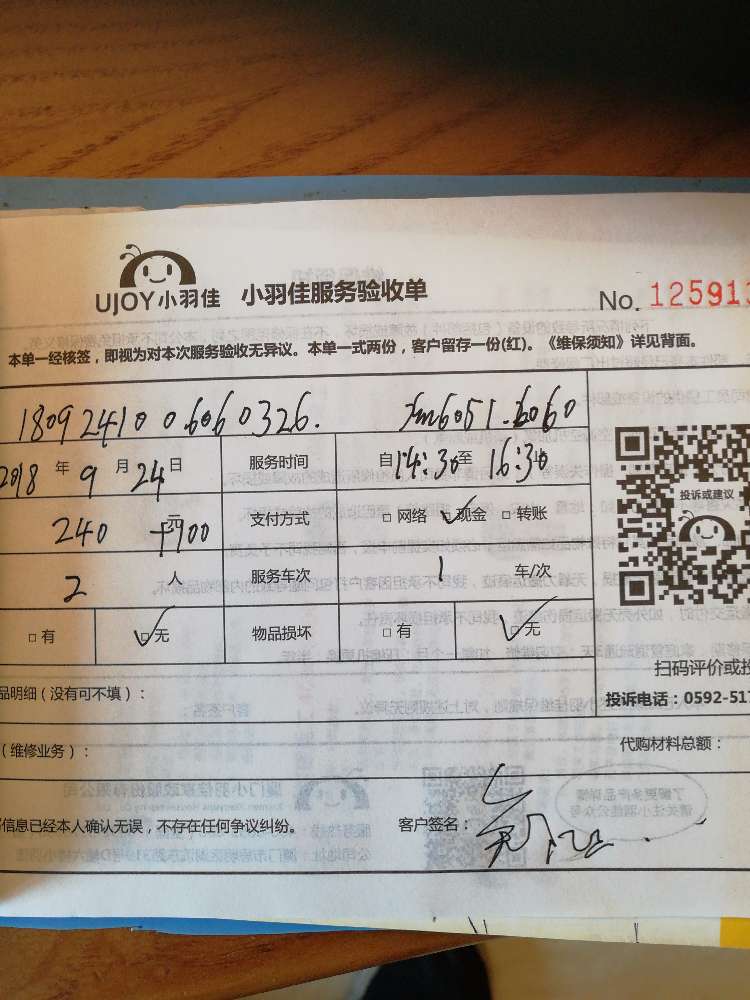 UJOY小羽佳 小羽佳服务验收单 No. 125913
本单一经核签，即视为对本次服务验收无异议。本单一式两份，客户留存一份(红)。《维保须知》详见背面。
1809241006060326.
2018 年 9 月 24 日 服务时间 自 14:30 至 16:30
240 支付方式 □ 网络 □ 现金 □ 转账
2 人 服务车次 1 车/次
□ 有 □ 无 物品损坏 □ 有 □ 无
投诉或建议
扫码评价或投
品明细（没有可不填）： 投诉电话：0592-517
（维修业务）： 代购材料总额：
信息已经本人确认无误，不存在任何争议纠纷。 客户签名：